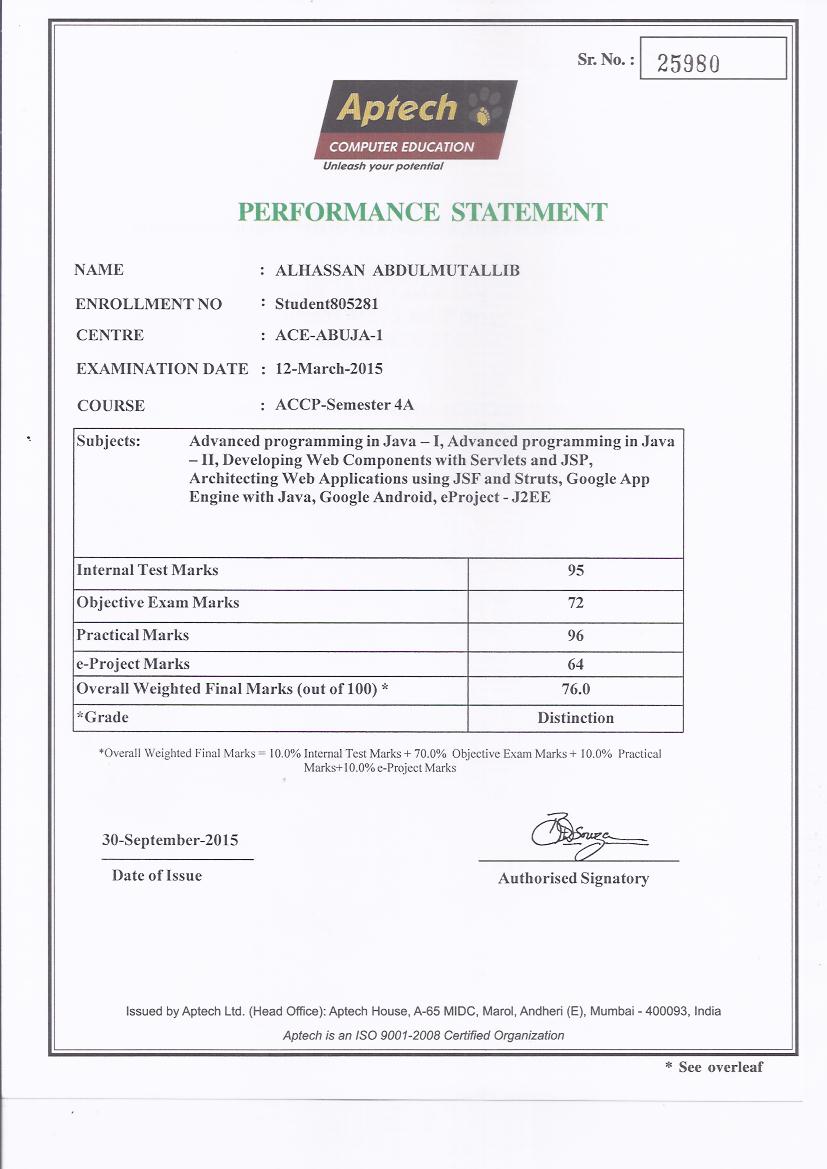 Sr. No. : 25980
Aptech
COMPUTER EDUCATION
Unleash your potential
PERFORMANCE STATEMENT
NAME : ALHASSAN ABDULMUTALLIB
ENROLLMENT NO : Student805281
CENTRE : ACE-ABUJA-1
EXAMINATION DATE : 12-March-2015
COURSE : ACCP-Semester 4A
Subjects: Advanced programming in Java – I, Advanced programming in Java
– II, Developing Web Components with Servlets and JSP,
Architecting Web Applications using JSF and Struts, Google App
Engine with Java, Google Android, eProject - J2EE
Internal Test Marks 95
Objective Exam Marks 72
Practical Marks 96
e-Project Marks 64
Overall Weighted Final Marks (out of 100) * 76.0
*Grade Distinction
*Overall Weighted Final Marks = 10.0% Internal Test Marks + 70.0% Objective Exam Marks + 10.0% Practical
Marks+10.0% e-Project Marks
30-September-2015
Date of Issue
Authorised Signatory
Issued by Aptech Ltd. (Head Office): Aptech House, A-65 MIDC, Marol, Andheri (E), Mumbai - 400093, India
Aptech is an ISO 9001-2008 Certified Organization
* See overleaf